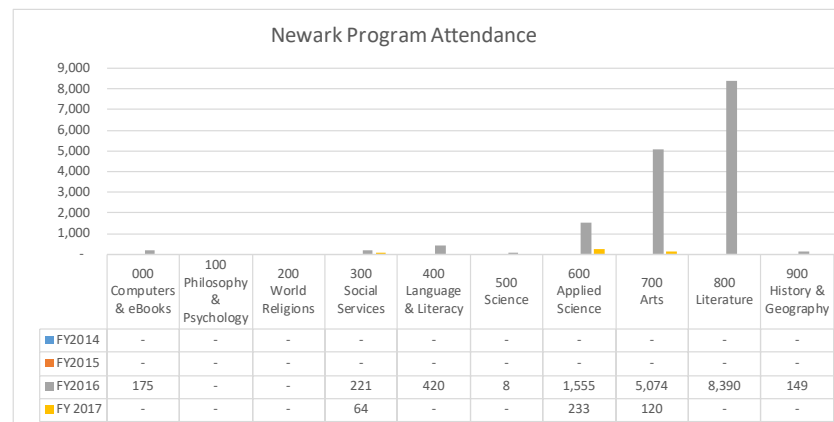 Newark Program Attendance
9,000
8,000
7,000
6,000
5,000
4,000
3,000
2,000
1,000
-
000 Computers & eBooks
100 Philosophy & Psychology
200 World Religions
300 Social Services
400 Language & Literacy
500 Science
600 Applied Science
700 Arts
800 Literature
900 History & Geography
FY2014 - - - - - - - - - -
FY2015 - - - - - - - - - -
FY2016 175 - - 221 420 8 1,555 5,074 8,390 149
FY 2017 - - - 64 - - 233 120 - -